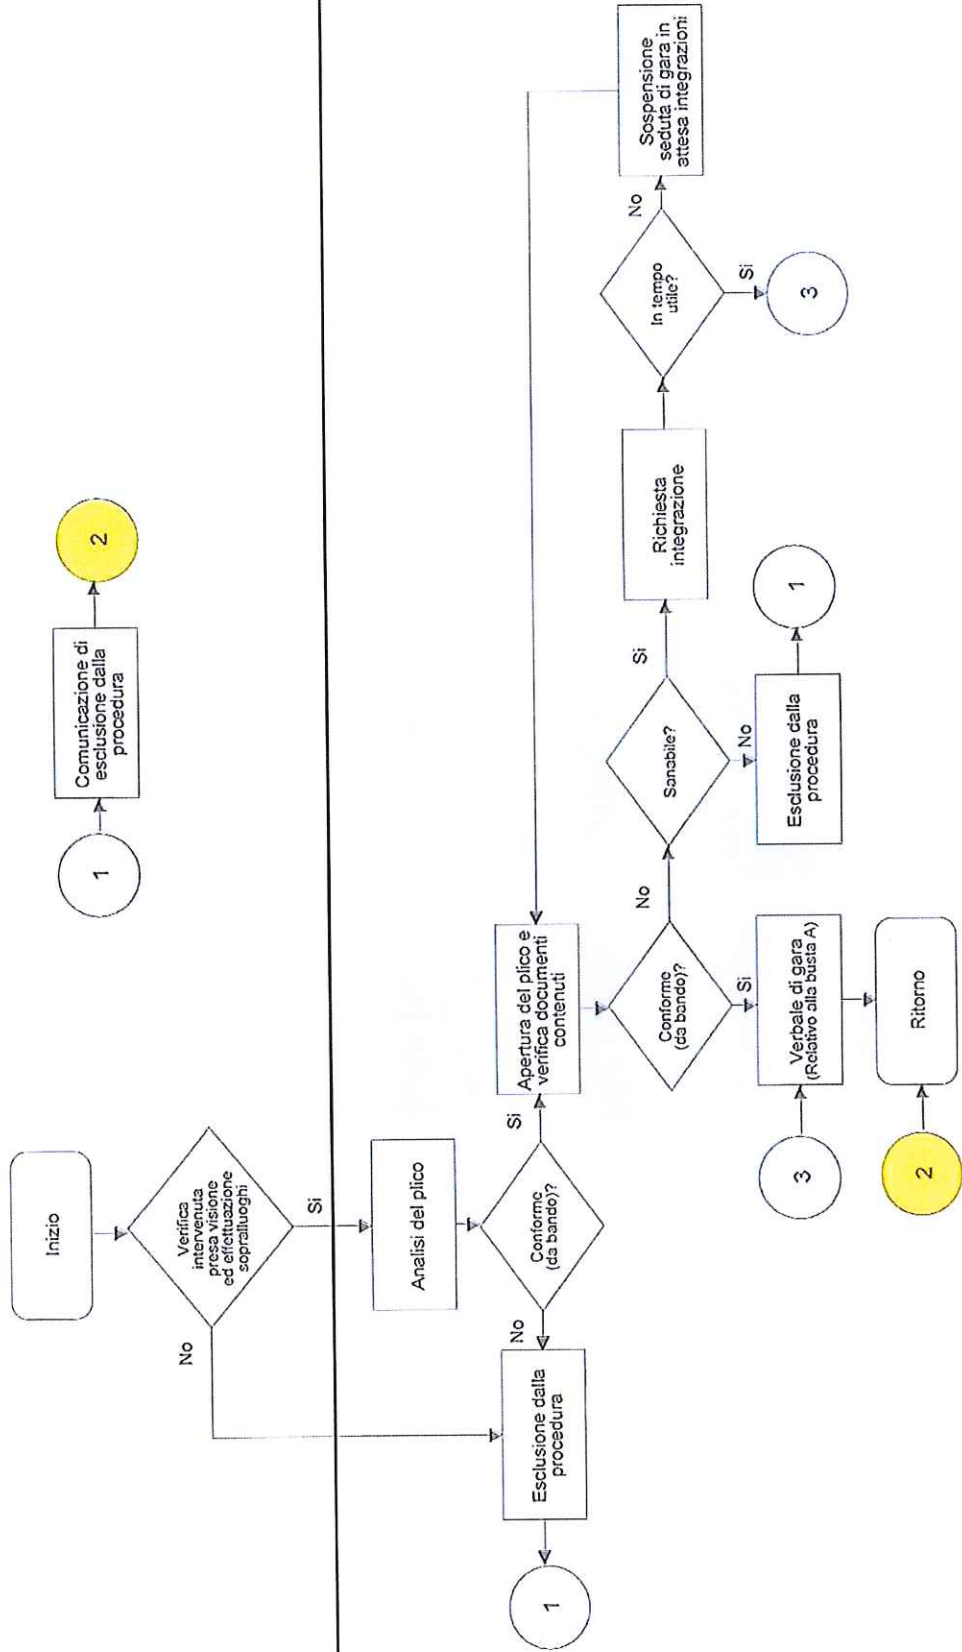 Inizio
Verifica
intervenuta
presa visione
ed effettuazione
sopralluoghi
No
Si
1
Comunicazione di
esclusione dalla
procedura
2
Analisi del plico
Conforme
(da bando)?
No
Si
Esclusione dalla
procedura
1
Apertura del plico e
verifica documenti
contenuti
Conforme
(da bando)?
No
Si
Sanabile?
Si
No
Richiesta
integrazione
In tempo
utile?
No
Si
Sospensione
seduta di gara in
attesa integrazioni
3
Esclusione dalla
procedura
1
3
Verbale di gara
(Relativo alla busta A)
2
Ritorno